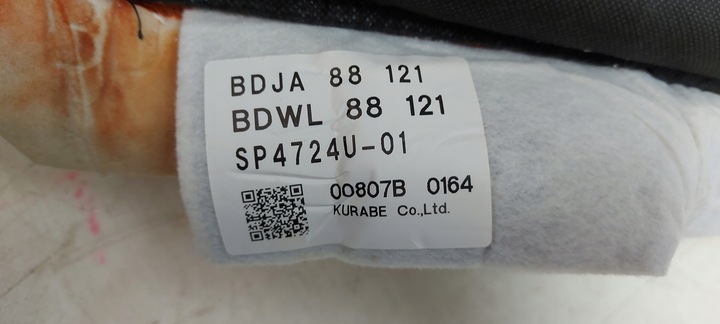 BDJA 88 121
BDWL 88 121
SP4724U-01
00807B 0164
KURABE Co.,Ltd.